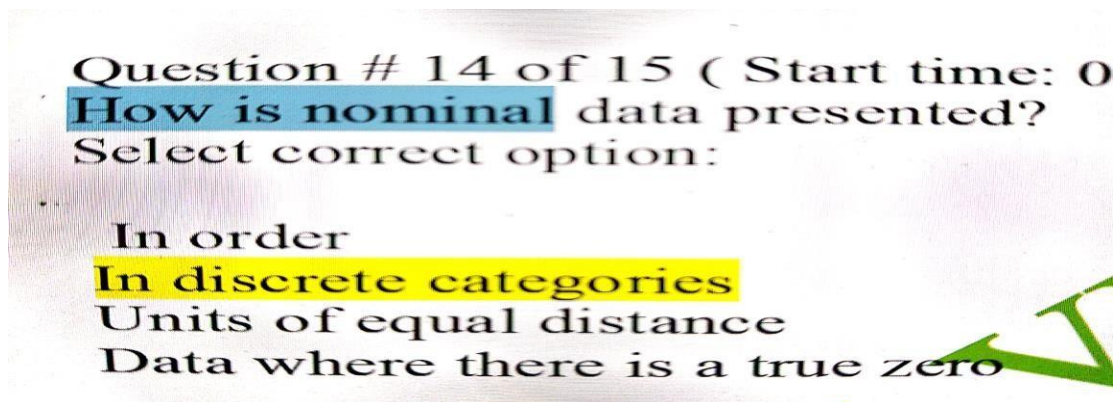 Question # 14 of 15 ( Start time: 0
How is nominal data presented?
Select correct option:
In order
In discrete categories
Units of equal distance
Data where there is a true zero